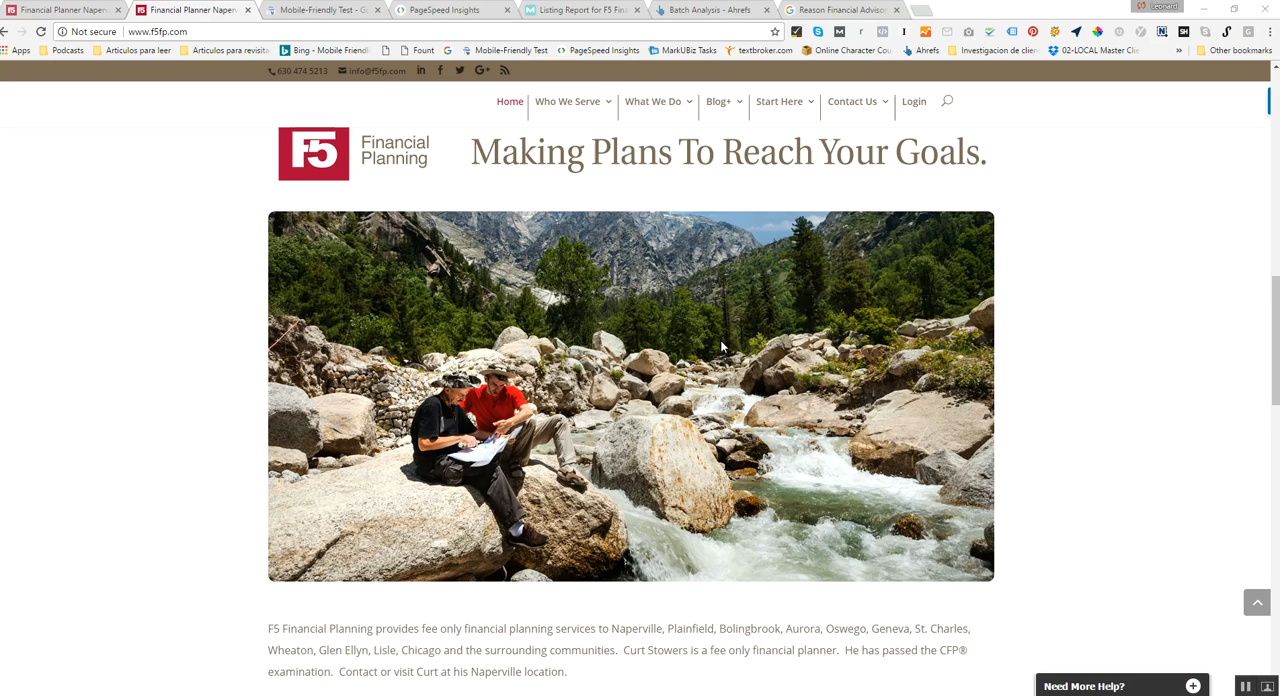 Financial Planner Naper
Financial Planner Naper
Mobile-Friendly Test - G
PageSpeed Insights
Listing Report for F5 Fin
Batch Analysis - Ahrefs
Reason Financial Advisor
Leonard
Not secure
www.f5fp.com
Apps
Podcasts
Articulos para leer
Articulos para revisita
Bing - Mobile Friendl
Fount
Mobile-Friendly Test
PageSpeed Insights
MarkUBiz Tasks
textbroker.com
Online Character Cou
Ahrefs
Investigacion de clien
02-LOCAL Master Clie
»
Other bookmarks
630 474 5213
info@f5fp.com
Home
Who We Serve
What We Do
Blog+
Start Here
Contact Us
Login
F5 Financial
Planning
Making Plans To Reach Your Goals.
F5 Financial Planning provides fee only financial planning services to Naperville, Plainfield, Bolingbrook, Aurora, Oswego, Geneva, St. Charles,
Wheaton, Glen Ellyn, Lisle, Chicago and the surrounding communities.  Curt Stowers is a fee only financial planner.  He has passed the CFP®
examination.  Contact or visit Curt at his Naperville location.
Need More Help?